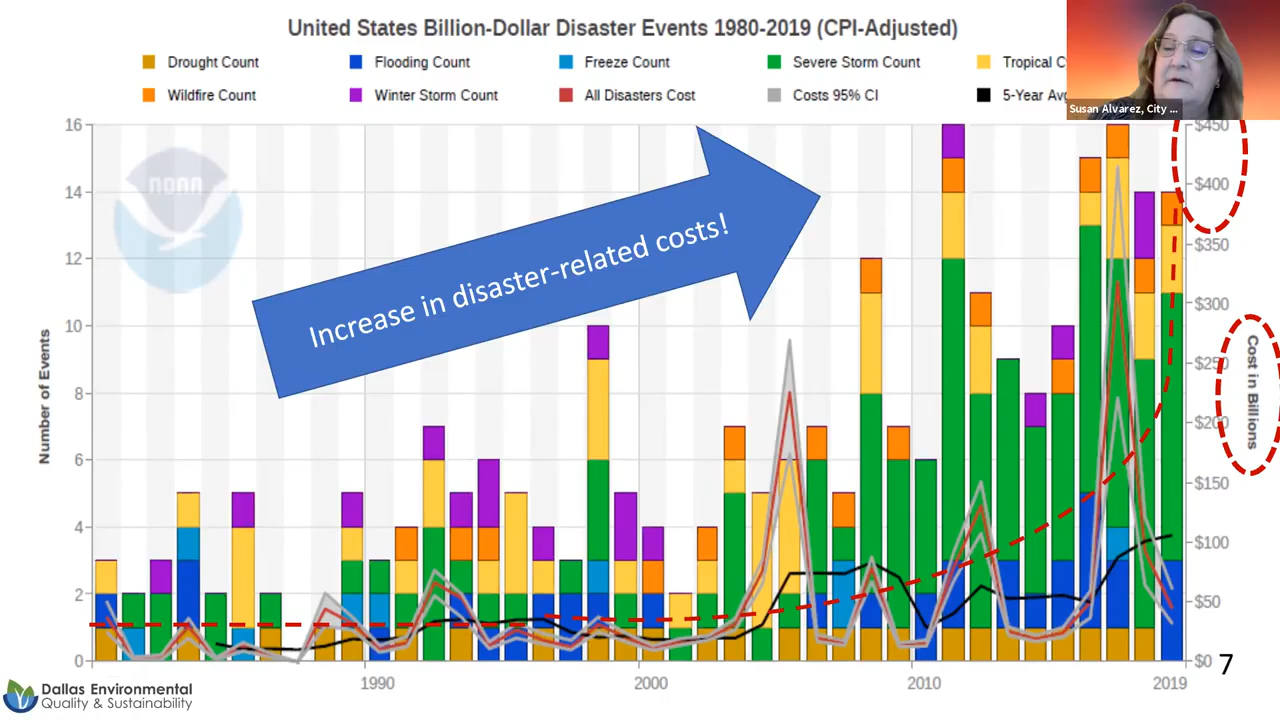 United States Billion-Dollar Disaster Events 1980-2019 (CPI-Adjusted)
Drought Count
Flooding Count
Freeze Count
Severe Storm Count
Tropical
Wildfire Count
Winter Storm Count
All Disasters Cost
Costs 95% CI
5-Year
Susan Alvarez, City ...
16
14
12
10
8
6
4
2
0
Number of Events
NOAA
Increase in disaster-related costs!
$450
$400
$350
$300
$250
$200
$150
$100
$50
$0
Cost in Billions
1990
2000
2010
2019
7
Dallas Environmental
Quality & Sustainability